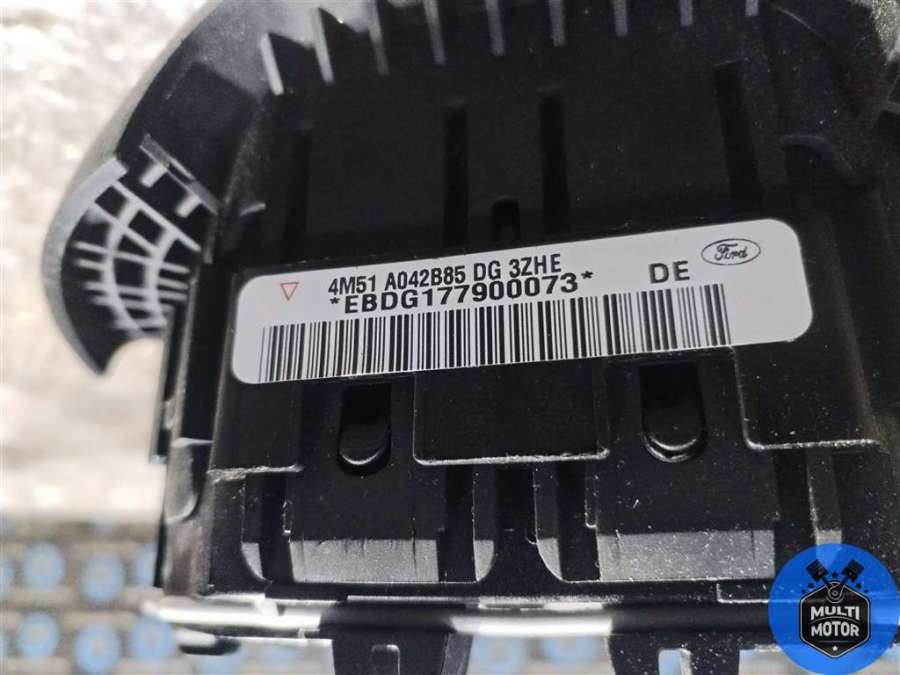 4M51 A042B85 DG 3ZHE
*EBDG177900073*
DE
Ford
MULTI
MOTOR